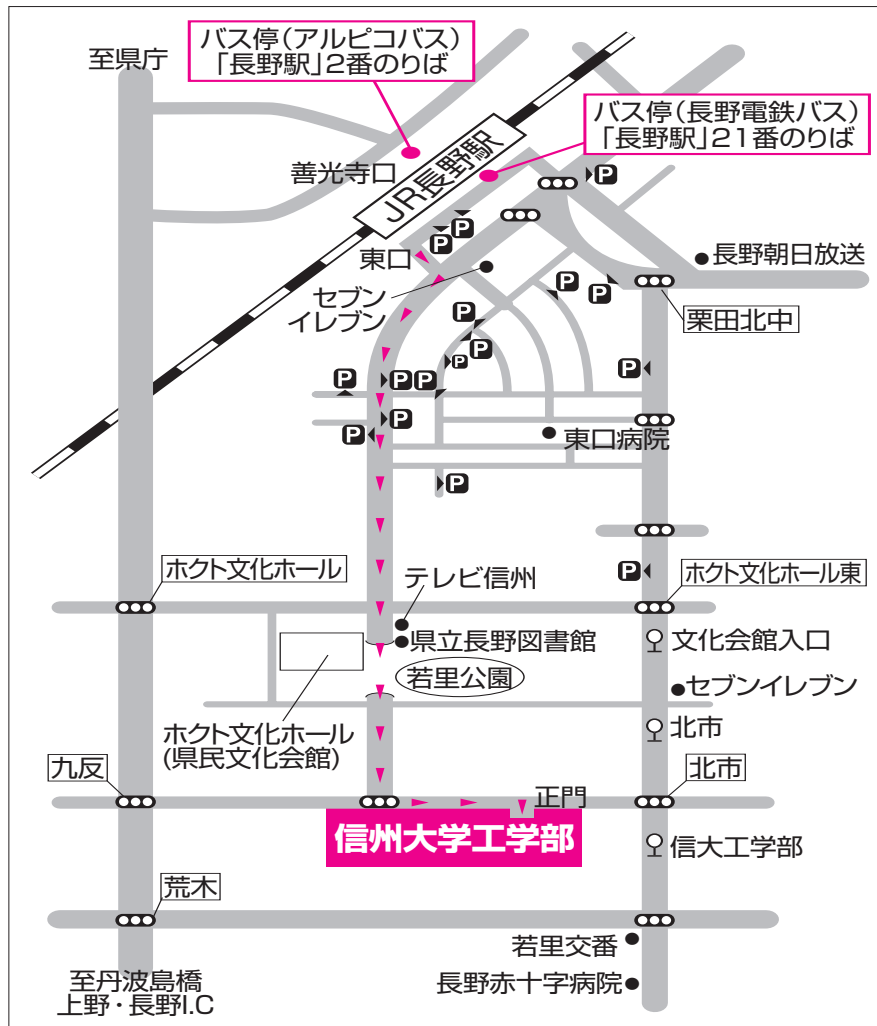 バス停(アルピコバス)
「長野駅」2番のりば
至県庁
バス停(長野電鉄バス)
「長野駅」21番のりば
善光寺口
JR長野駅
P
P
P
東口
長野朝日放送
セブン
イレブン
P
P
栗田北中
P
P
P
P
P
P
P
P
P
P
東口病院
P
ホクト文化ホール
テレビ信州
P
ホクト文化ホール東
県立長野図書館
文化会館入口
若里公園
セブンイレブン
ホクト文化ホール
(県民文化会館)
北市
九反
正門
北市
信州大学工学部
信大工学部
荒木
若里交番
至丹波島橋
上野・長野I.C
長野赤十字病院